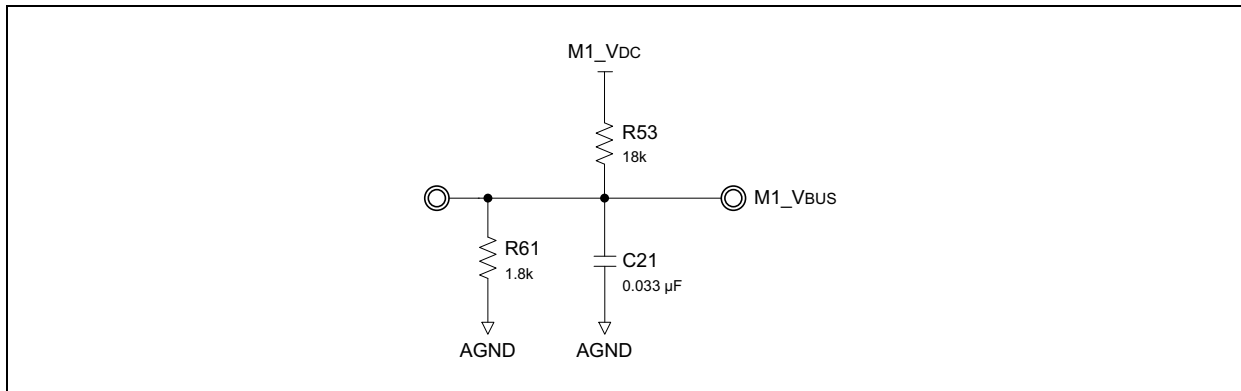 M1_VDC
R53
18k
M1_VBUS
R61
1.8k
C21
0.033 µF
AGND
AGND